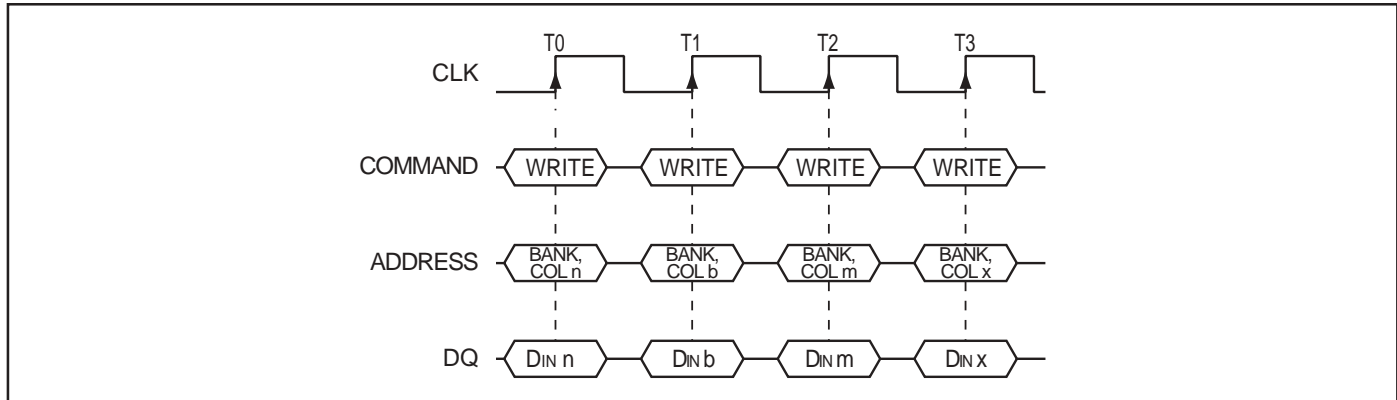 T0 T1 T2 T3
CLK
COMMAND WRITE WRITE WRITE WRITE
ADDRESS BANK, COL n BANK, COL b BANK, COL m BANK, COL x
DQ DIN n DIN b DIN m DIN x